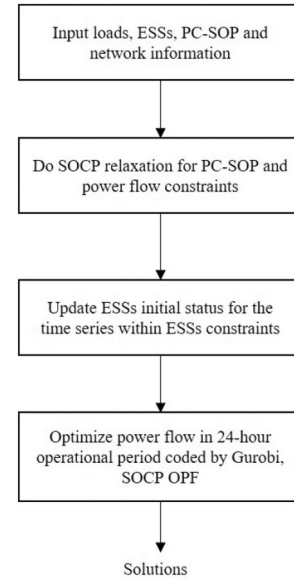 Input loads, ESSs, PC-SOP and
network information
Do SOCP relaxation for PC-SOP and
power flow constraints
Update ESSs initial status for the
time series within ESSs constraints
Optimize power flow in 24-hour
operational period coded by Gurobi,
SOCP OPF
Solutions